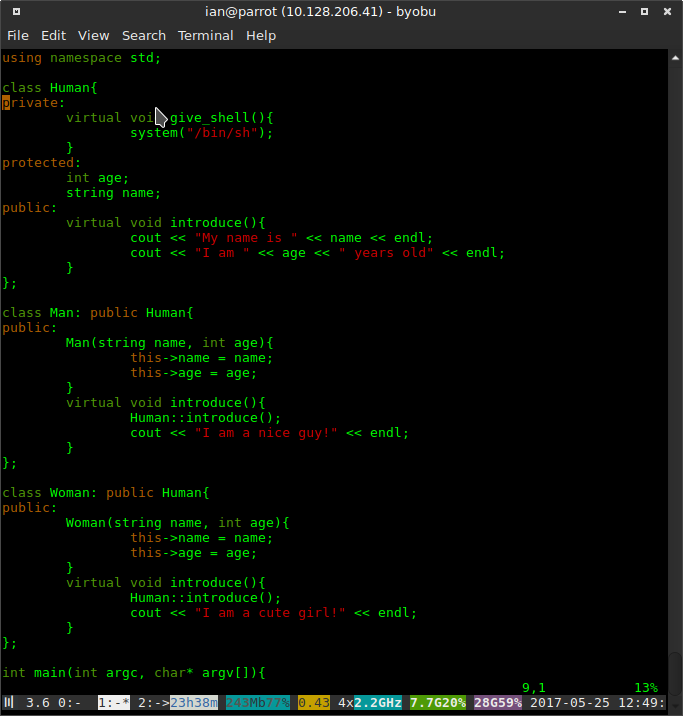 ian@parrot (10.128.206.41) - byobu
File Edit View Search Terminal Help
using namespace std;
class Human{
private:
virtual void give_shell(){
system("/bin/sh");
}
protected:
int age;
string name;
public:
virtual void introduce(){
cout << "My name is " << name << endl;
cout << "I am " << age << " years old" << endl;
}
};
class Man: public Human{
public:
Man(string name, int age){
this->name = name;
this->age = age;
}
virtual void introduce(){
Human::introduce();
cout << "I am a nice guy!" << endl;
}
};
class Woman: public Human{
public:
Woman(string name, int age){
this->name = name;
this->age = age;
}
virtual void introduce(){
Human::introduce();
cout << "I am a cute girl!" << endl;
}
};
int main(int argc, char* argv[]){
9,1 13%
3.6 0:- 1:-* 2:-> 23h38m 243Mb77% 0.43 4x2.2GHz 7.7G20% 28G59% 2017-05-25 12:49: